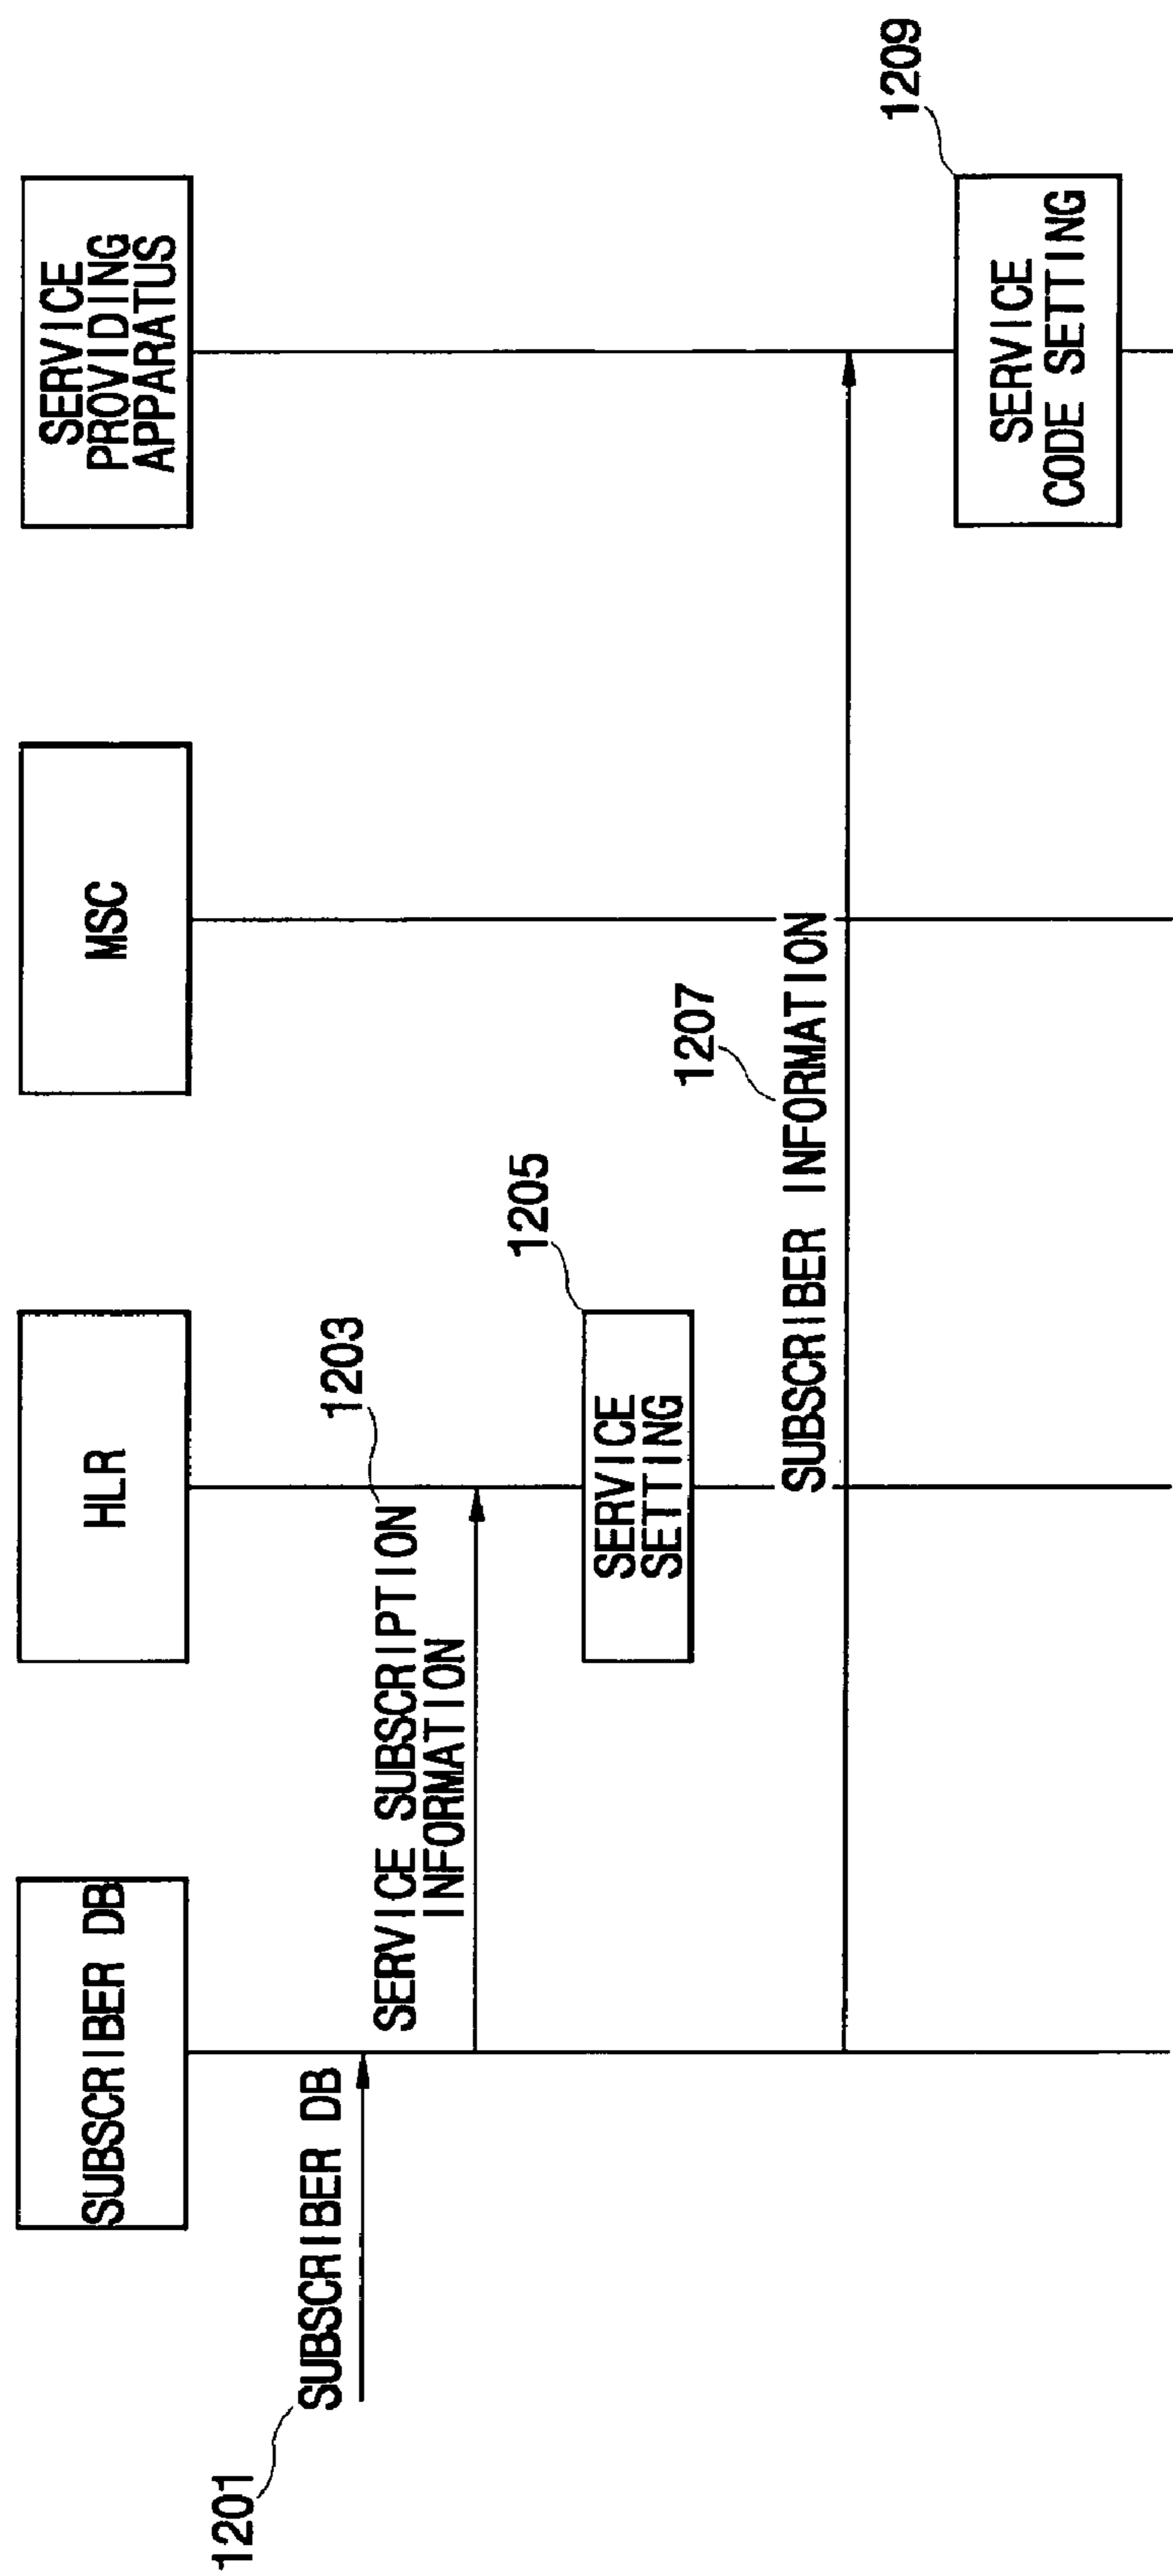 SUBSCRIBER DB
HLR
MSC
SERVICE
PROVIDING
APPARATUS
1201
SUBSCRIBER DB
SERVICE SUBSCRIPTION
INFORMATION
1203
SERVICE
SETTING
1205
SUBSCRIBER INFORMATION
1207
SERVICE
CODE SETTING
1209